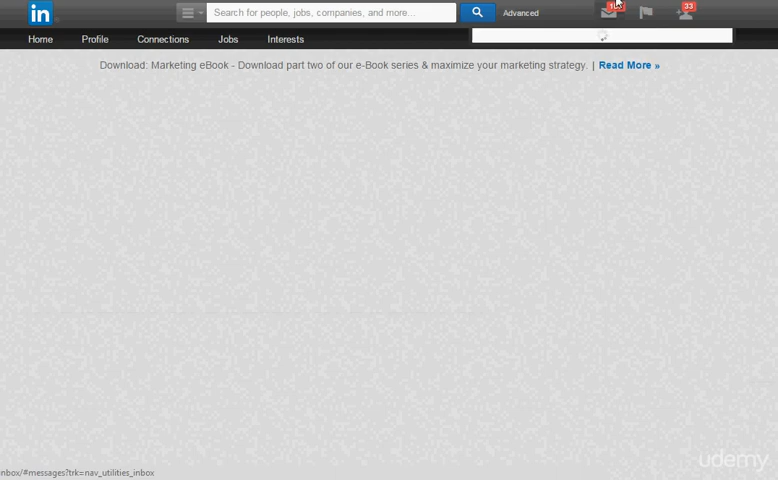 in Search for people, jobs, companies, and more... Advanced 33
Home Profile Connections Jobs Interests
Download: Marketing eBook - Download part two of our e-Book series & maximize your marketing strategy. | Read More »
udemy
nbox/#messages?trk=nav_utilities_inbox